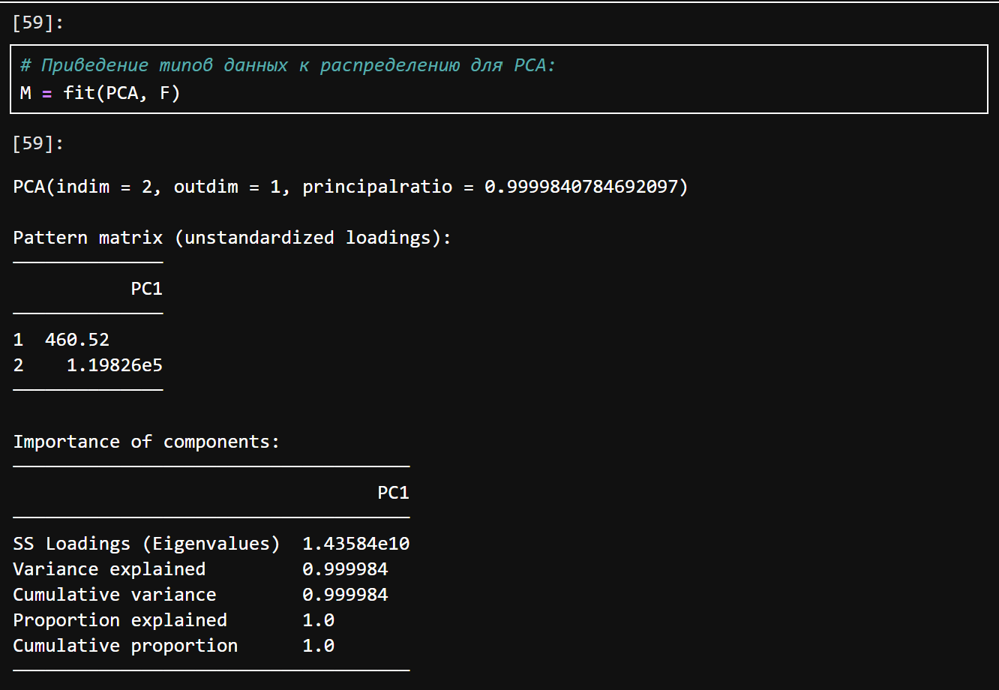 [59]:
# Приведение типов данных к распределению для PCA:
M = fit(PCA, F)
[59]:
PCA(indim = 2, outdim = 1, principalratio = 0.9999840784692097)
Pattern matrix (unstandardized loadings):
PC1
1 460.52
2 1.19826e5
Importance of components:
PC1
SS Loadings (Eigenvalues) 1.43584e10
Variance explained 0.999984
Cumulative variance 0.999984
Proportion explained 1.0
Cumulative proportion 1.0